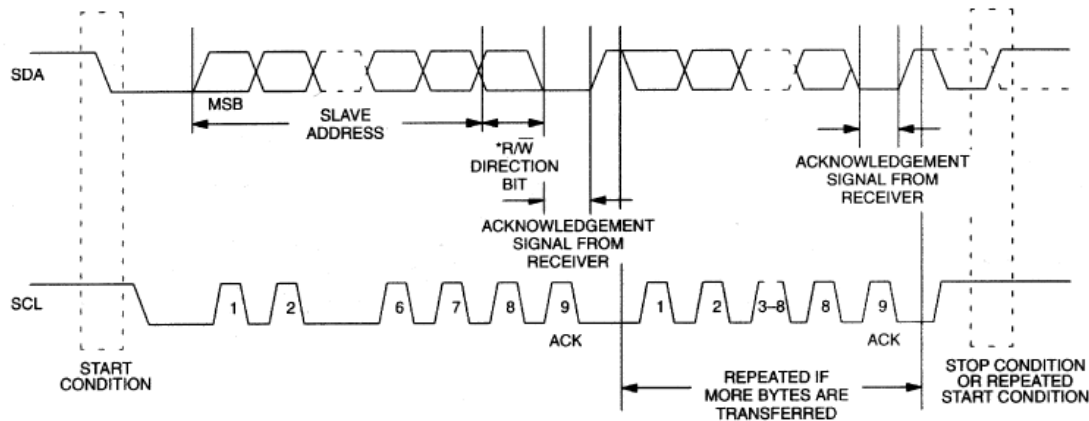 SDA
MSB
SLAVE
ADDRESS
*R/W̅
DIRECTION
BIT
ACKNOWLEDGEMENT
SIGNAL FROM
RECEIVER
ACKNOWLEDGEMENT
SIGNAL FROM
RECEIVER
SCL
1 2 6 7 8 9 1 2 3–8 8 9
ACK ACK
START
CONDITION
REPEATED IF
MORE BYTES ARE
TRANSFERRED
STOP CONDITION
OR REPEATED
START CONDITION